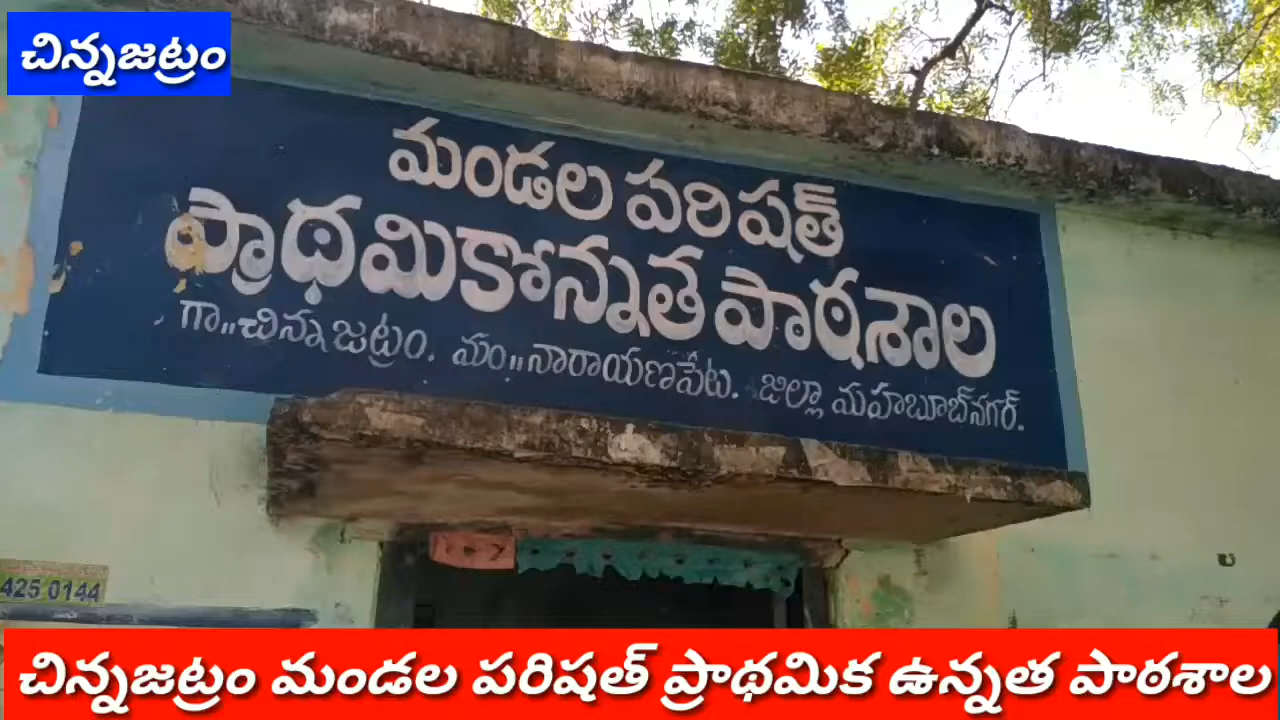 చిన్నజట్రం
మండల పరిషత్
ప్రాథమికోన్నత పాఠశాల
గా॥చిన్నజట్రం. మం॥నారాయణపేట. జిల్లా మహబూబ్‌నగర్.
425 0144
చిన్నజట్రం మండల పరిషత్ ప్రాథమిక ఉన్నత పాఠశాల